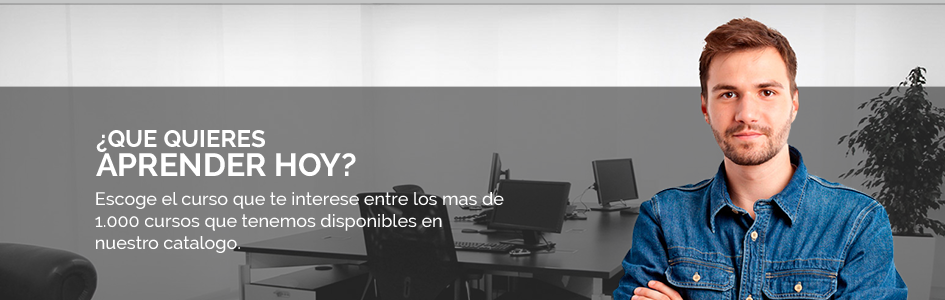 ¿QUE QUIERES
APRENDER HOY?
Escoge el curso que te interese entre los mas de
1.000 cursos que tenemos disponibles en
nuestro catalogo.